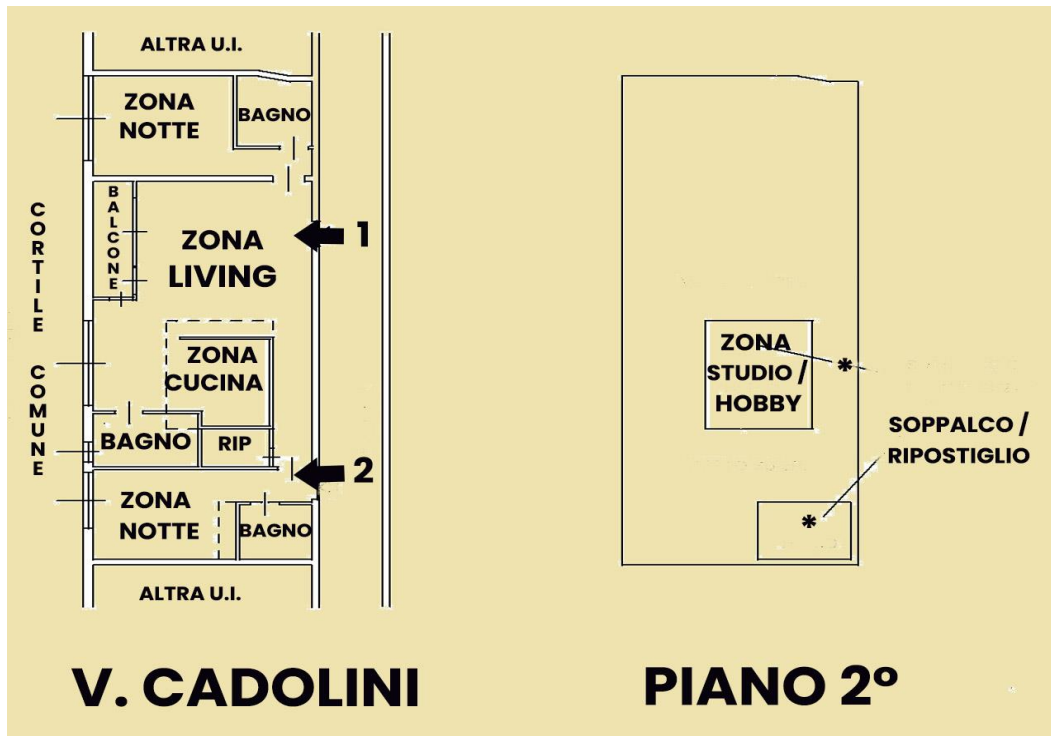 ALTRA U.I.
ZONA
NOTTE
BAGNO
BALCONE
CORTILE COMUNE
ZONA
LIVING
1
ZONA
CUCINA
BAGNO
RIP
2
ZONA
NOTTE
BAGNO
ALTRA U.I.
ZONA
STUDIO /
HOBBY
*
SOPPALCO /
RIPOSTIGLIO
*
V. CADOLINI
PIANO 2°